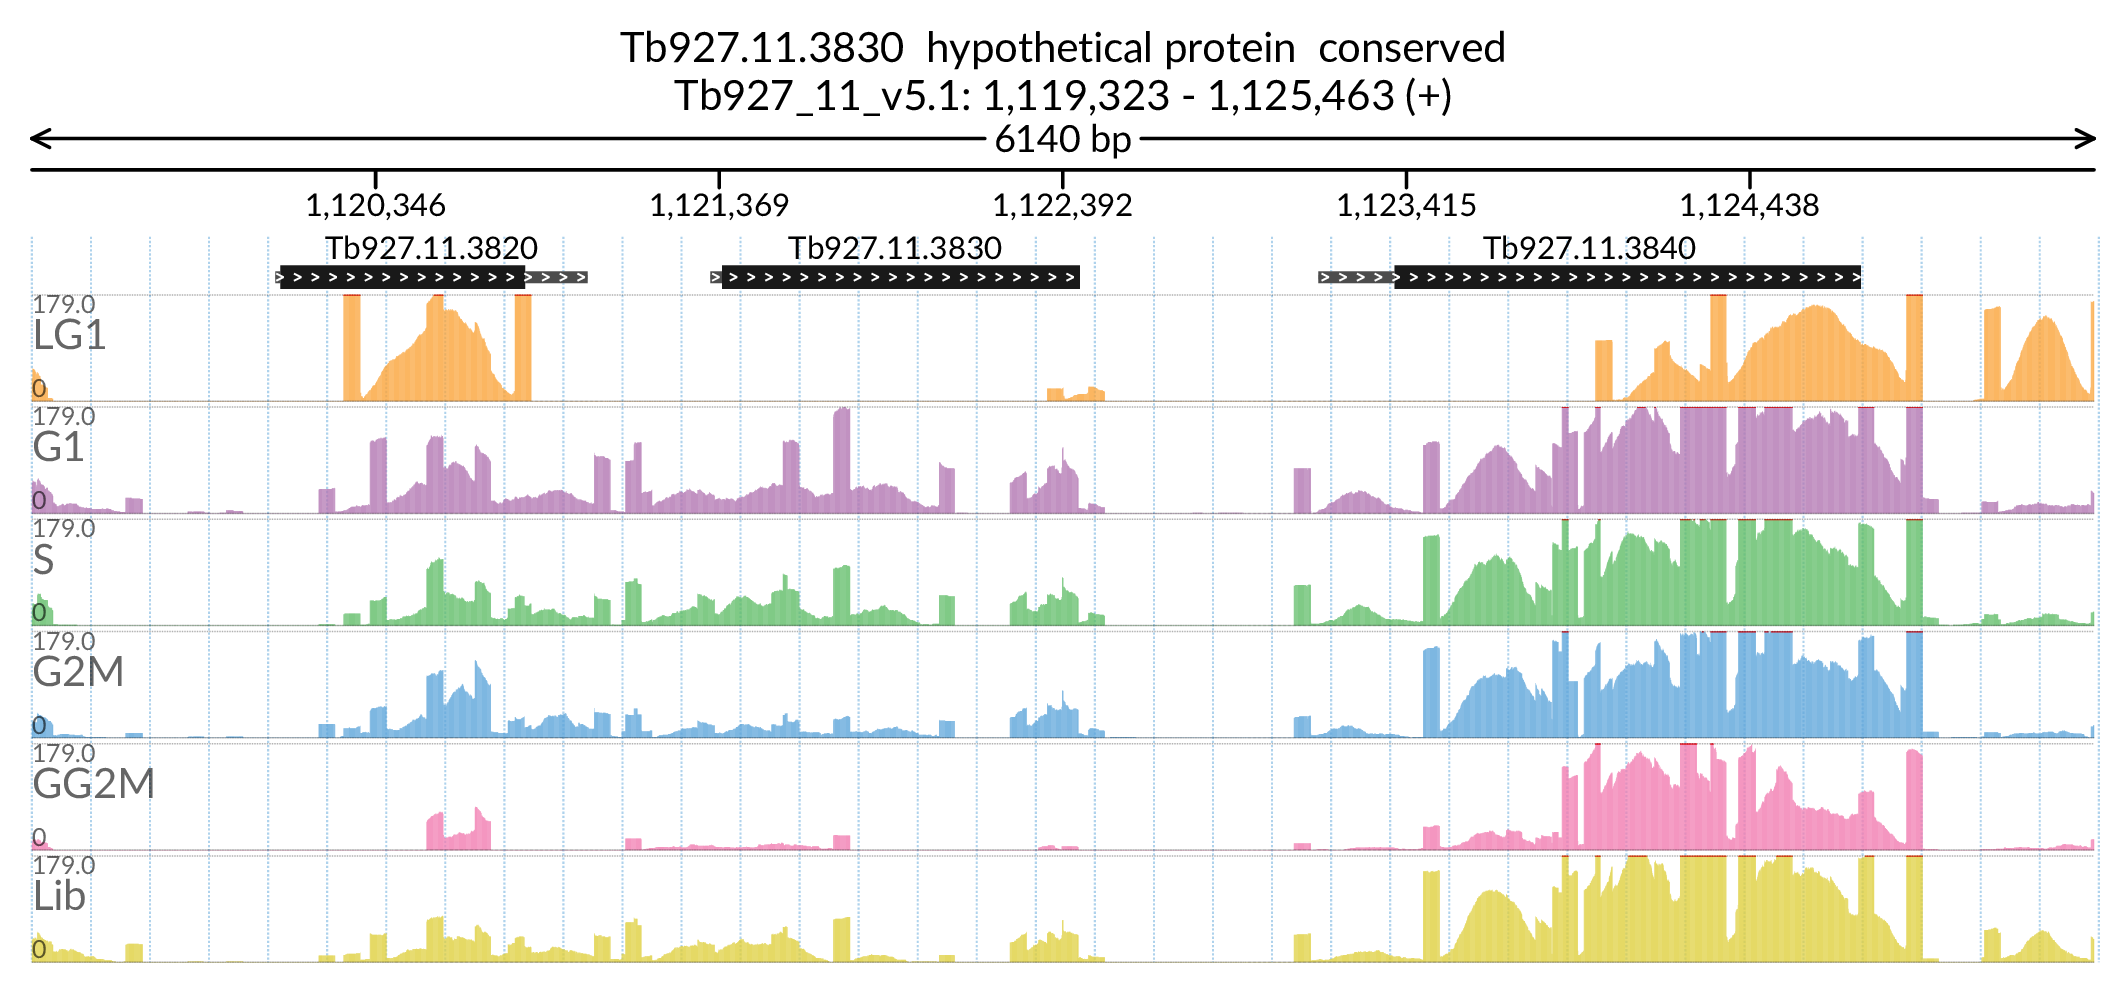 Tb927.11.3830 hypothetical protein conserved
Tb927_11_v5.1: 1,119,323 - 1,125,463 (+)
6140 bp
1,120,346 1,121,369 1,122,392 1,123,415 1,124,438
Tb927.11.3820 Tb927.11.3830 Tb927.11.3840
179.0
LG1
0
179.0
G1
0
179.0
S
0
179.0
G2M
0
179.0
GG2M
0
179.0
Lib
0